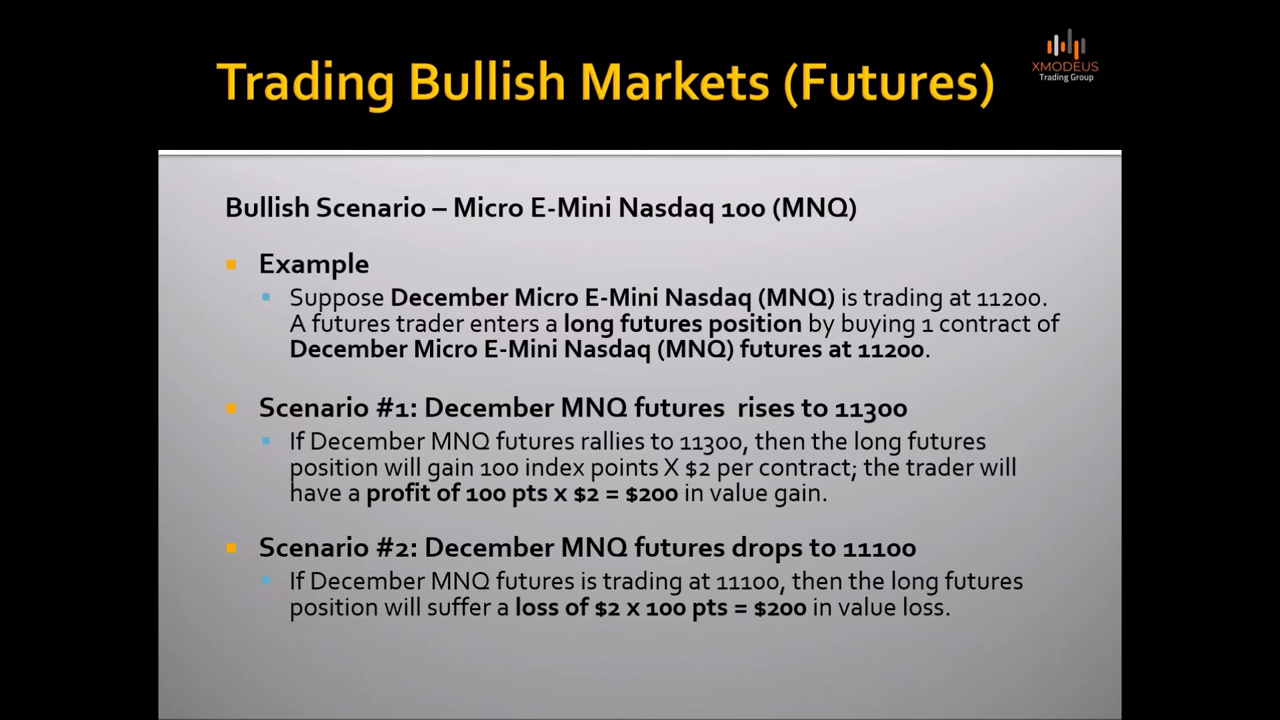 Trading Bullish Markets (Futures)
XMODEUS
Trading Group
Bullish Scenario – Micro E-Mini Nasdaq 100 (MNQ)
Example
Suppose December Micro E-Mini Nasdaq (MNQ) is trading at 11200.
A futures trader enters a long futures position by buying 1 contract of
December Micro E-Mini Nasdaq (MNQ) futures at 11200.
Scenario #1: December MNQ futures  rises to 11300
If December MNQ futures rallies to 11300, then the long futures
position will gain 100 index points X $2 per contract; the trader will
have a profit of 100 pts x $2 = $200 in value gain.
Scenario #2: December MNQ futures drops to 11100
If December MNQ futures is trading at 11100, then the long futures
position will suffer a loss of $2 x 100 pts = $200 in value loss.